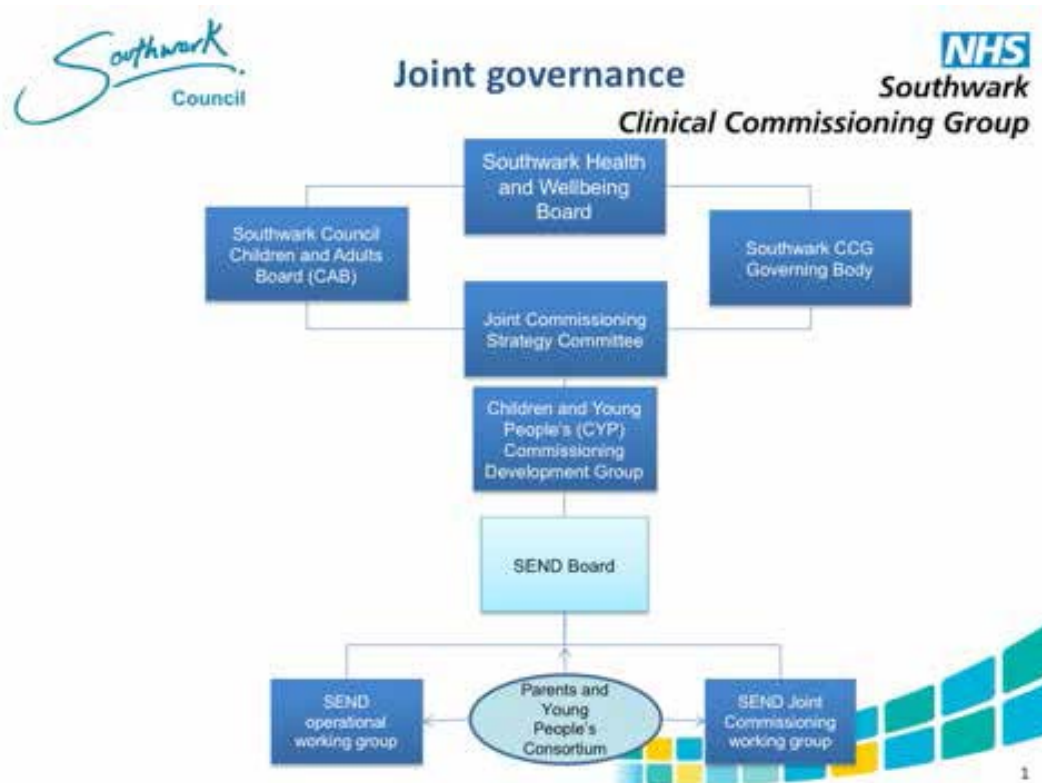 Southwark
Council
Joint governance
NHS
Southwark
Clinical Commissioning Group
Southwark Health
and Wellbeing
Board
Southwark Council
Children and Adults
Board (CAB)
Southwark CCG
Governing Body
Joint Commissioning
Strategy Committee
Children and Young
People's (CYP)
Commissioning
Development Group
SEND Board
SEND
operational
working group
Parents and
Young
People's
Consortium
SEND Joint
Commissioning
working group
1